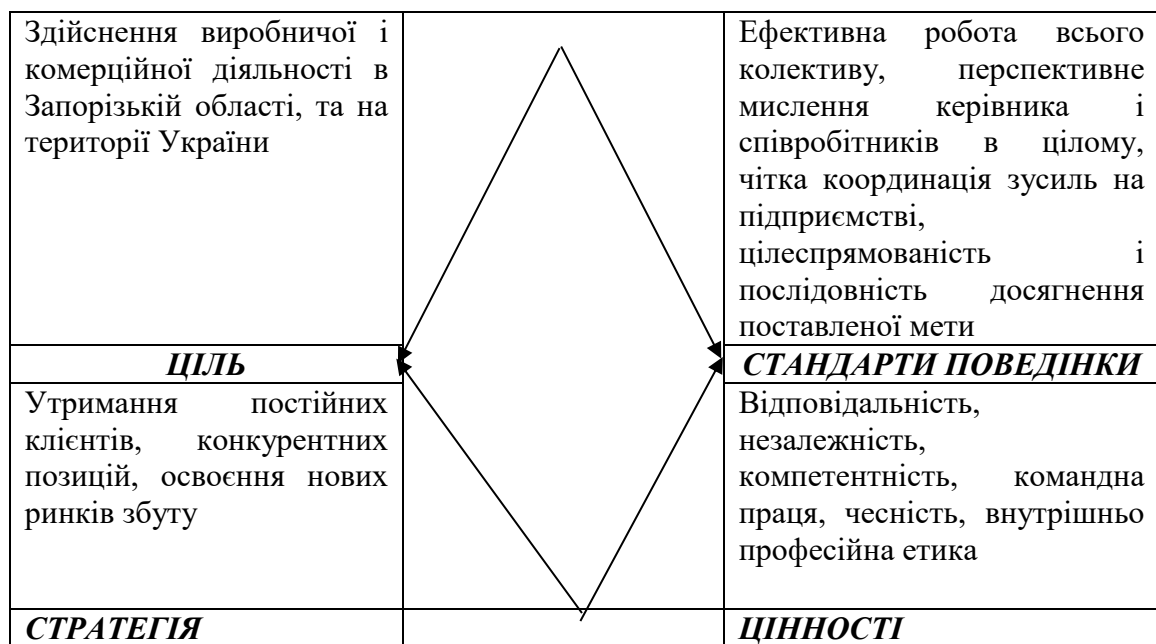 Здійснення виробничої і
комерційної діяльності в
Запорізькій області, та на
території України
Ефективна робота всього
колективу, перспективне
мислення керівника і
співробітників в цілому,
чітка координація зусиль на
підприємстві,
цілеспрямованість і
послідовність досягнення
поставленої мети
ЦІЛЬ
СТАНДАРТИ ПОВЕДІНКИ
Утримання постійних
клієнтів, конкурентних
позицій, освоєння нових
ринків збуту
Відповідальність,
незалежність,
компетентність, командна
праця, чесність, внутрішньо
професійна етика
СТРАТЕГІЯ
ЦІННОСТІ